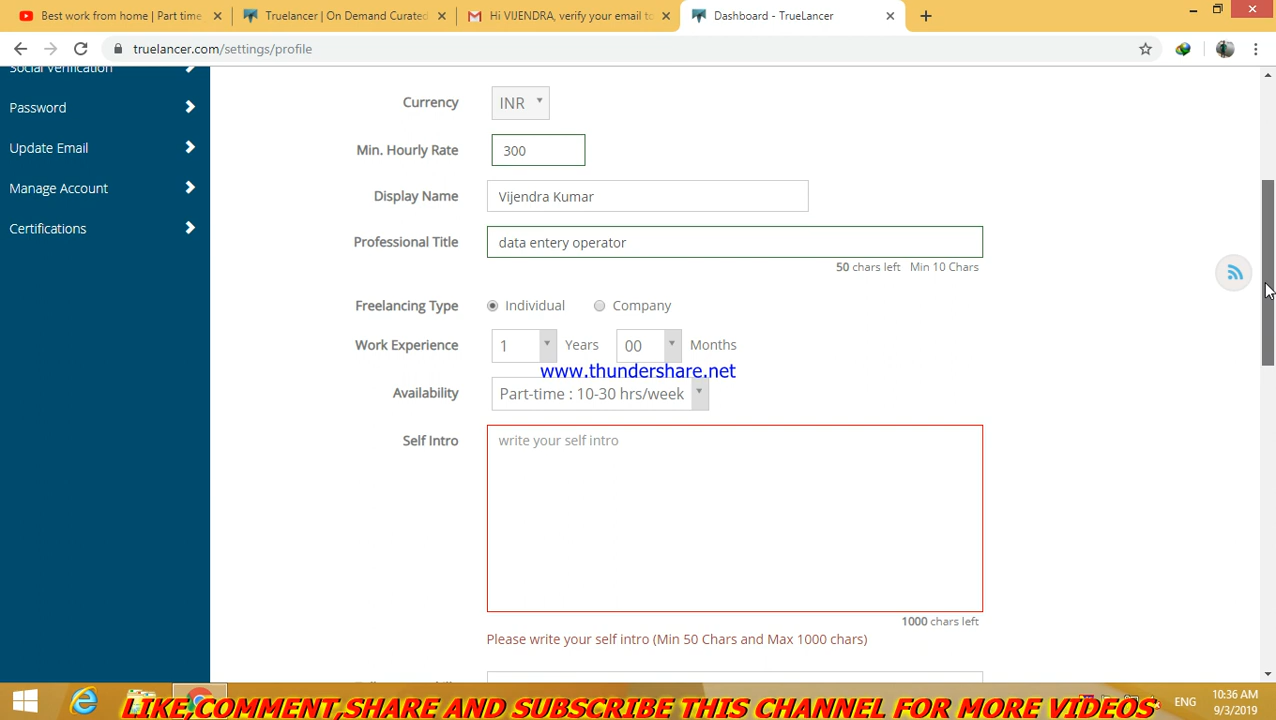 Best work from home | Part time
Truelancer | On Demand Curated
Hi VIJENDRA, verify your email to
Dashboard - TrueLancer
truelancer.com/settings/profile
Social Verification
Password
Update Email
Manage Account
Certifications
Currency INR
Min. Hourly Rate 300
Display Name Vijendra Kumar
Professional Title data entery operator
50 chars left Min 10 Chars
Freelancing Type Individual Company
Work Experience 1 Years 00 Months
www.thundershare.net
Availability Part-time : 10-30 hrs/week
Self Intro write your self intro
1000 chars left
Please write your self intro (Min 50 Chars and Max 1000 chars)
LIKE,COMMENT,SHARE AND SUBSCRIBE THIS CHANNEL FOR MORE VIDEOS
ENG
10:36 AM
9/3/2019